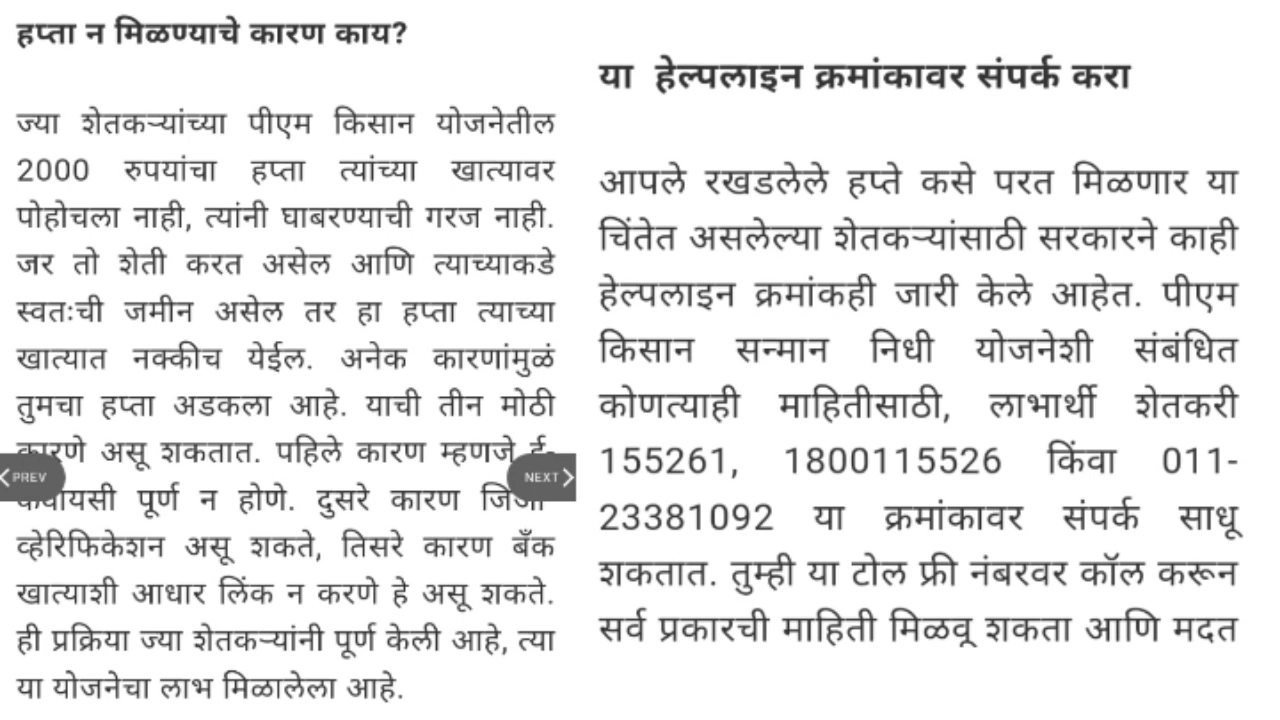 हप्ता न मिळण्याचे कारण काय?
ज्या शेतकऱ्यांच्या पीएम किसान योजनेतील
2000 रुपयांचा हप्ता त्यांच्या खात्यावर
पोहोचला नाही, त्यांनी घाबरण्याची गरज नाही.
जर तो शेती करत असेल आणि त्याच्याकडे
स्वतःची जमीन असेल तर हा हप्ता त्याच्या
खात्यात नक्कीच येईल. अनेक कारणांमुळं
तुमचा हप्ता अडकला आहे. याची तीन मोठी
कारणे असू शकतात. पहिले कारण म्हणजे ई-
PREV
NEXT
पूर्ण न होणे. दुसरे कारण
व्हेरिफिकेशन असू शकते, तिसरे कारण बँक
खात्याशी आधार लिंक न करणे हे असू शकते.
ही प्रक्रिया ज्या शेतकऱ्यांनी पूर्ण केली आहे, त्या
या योजनेचा लाभ मिळालेला आहे.
या हेल्पलाइन क्रमांकावर संपर्क करा
आपले रखडलेले हप्ते कसे परत मिळणार या
चिंतेत असलेल्या शेतकऱ्यांसाठी सरकारने काही
हेल्पलाइन क्रमांकही जारी केले आहेत. पीएम
किसान सन्मान निधी योजनेशी संबंधित
कोणत्याही माहितीसाठी, लाभार्थी शेतकरी
155261, 1800115526 किंवा 011-
23381092 या क्रमांकावर संपर्क साधू
शकतात. तुम्ही या टोल फ्री नंबरवर कॉल करून
सर्व प्रकारची माहिती मिळवू शकता आणि मदत